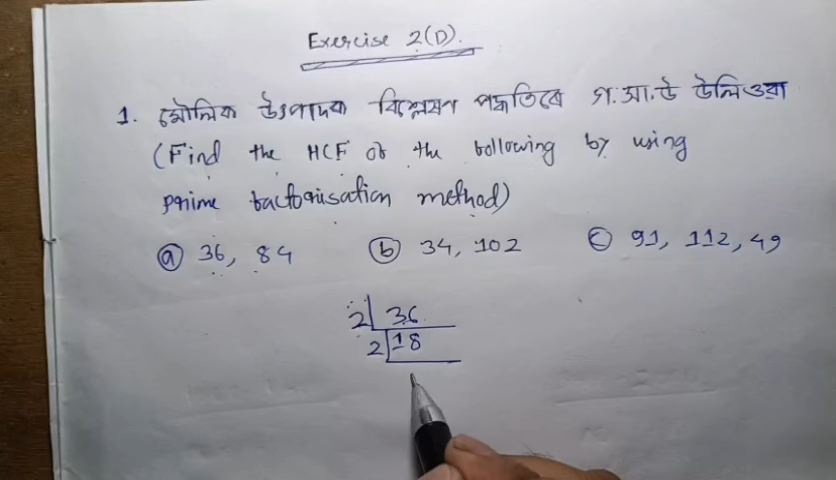 Exercise 2(D).
1. মৌলিক উৎপাদক বিশ্লেষণ পদ্ধতিৰে গ.সা.উ উলিওৱা
(Find the HCF of the following by using
prime factorisation method)
ⓐ 36, 84 ⓑ 34, 102 ⓒ 91, 112, 49
2 36
2 18